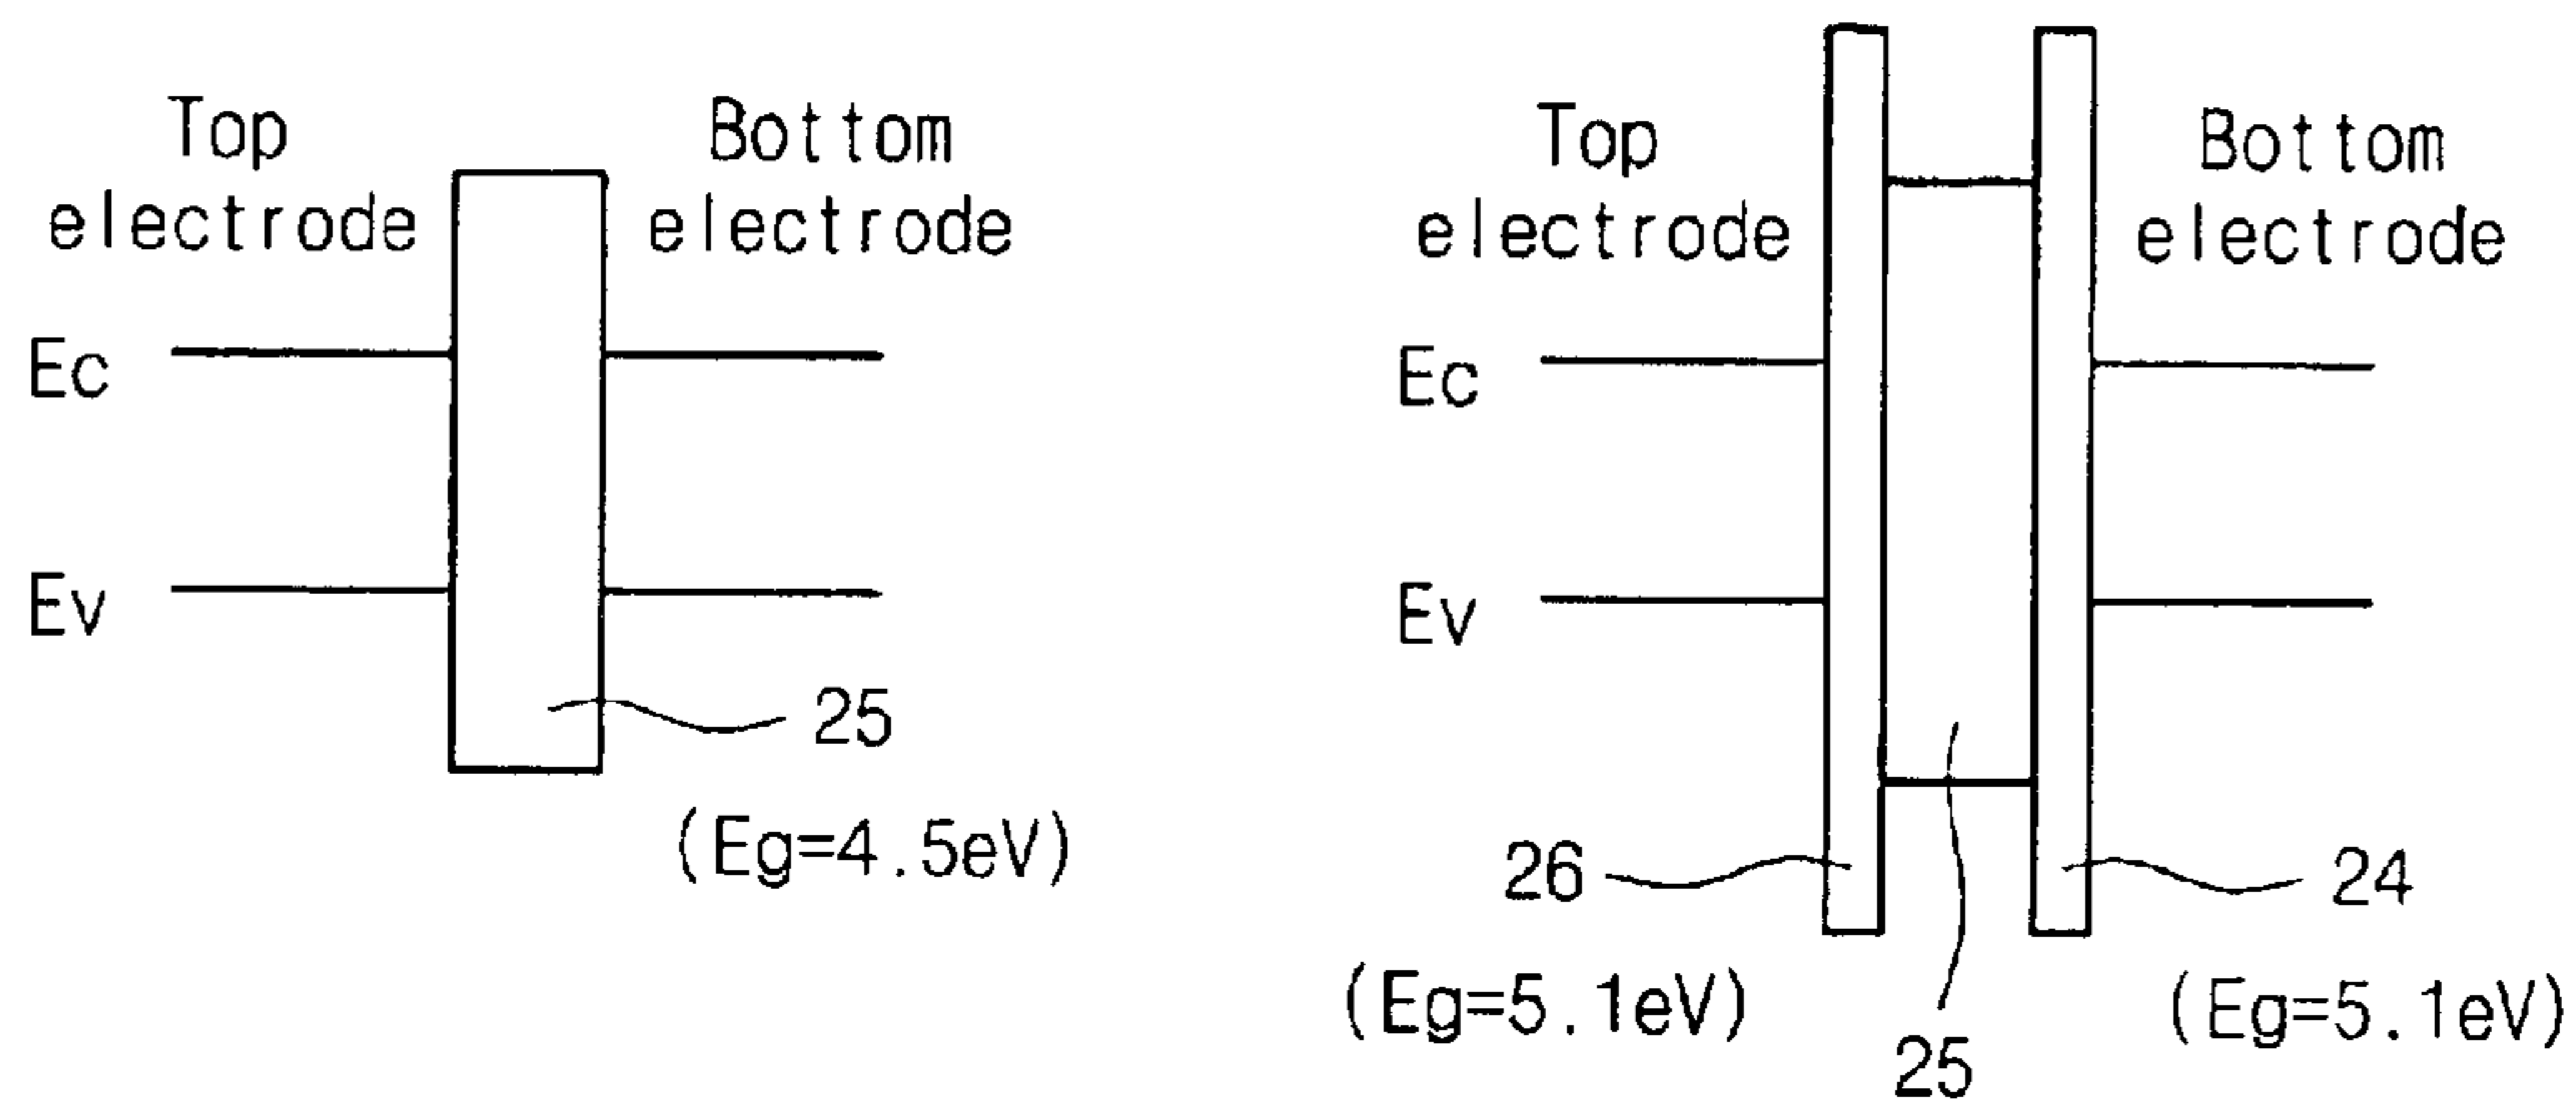 Top
electrode
Bottom
electrode
Ec
Ev
25
(Eg=4.5eV)
Top
electrode
Bottom
electrode
Ec
Ev
26
24
(Eg=5.1eV)
(Eg=5.1eV)
25